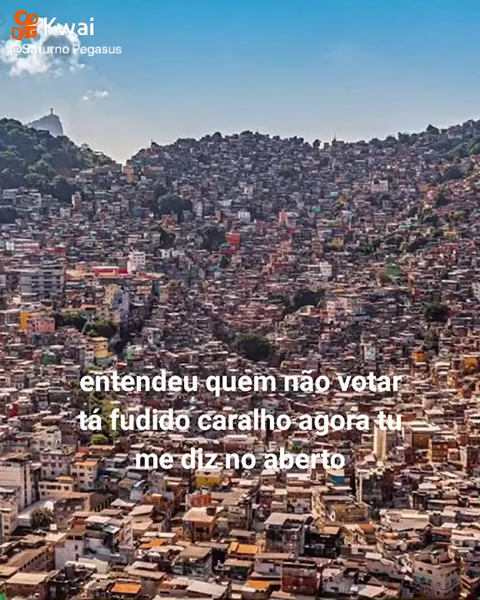 Kwai
@Saturno Pegasus
entendeu quem não votar
tá fudido caralho agora tu
me diz no aberto